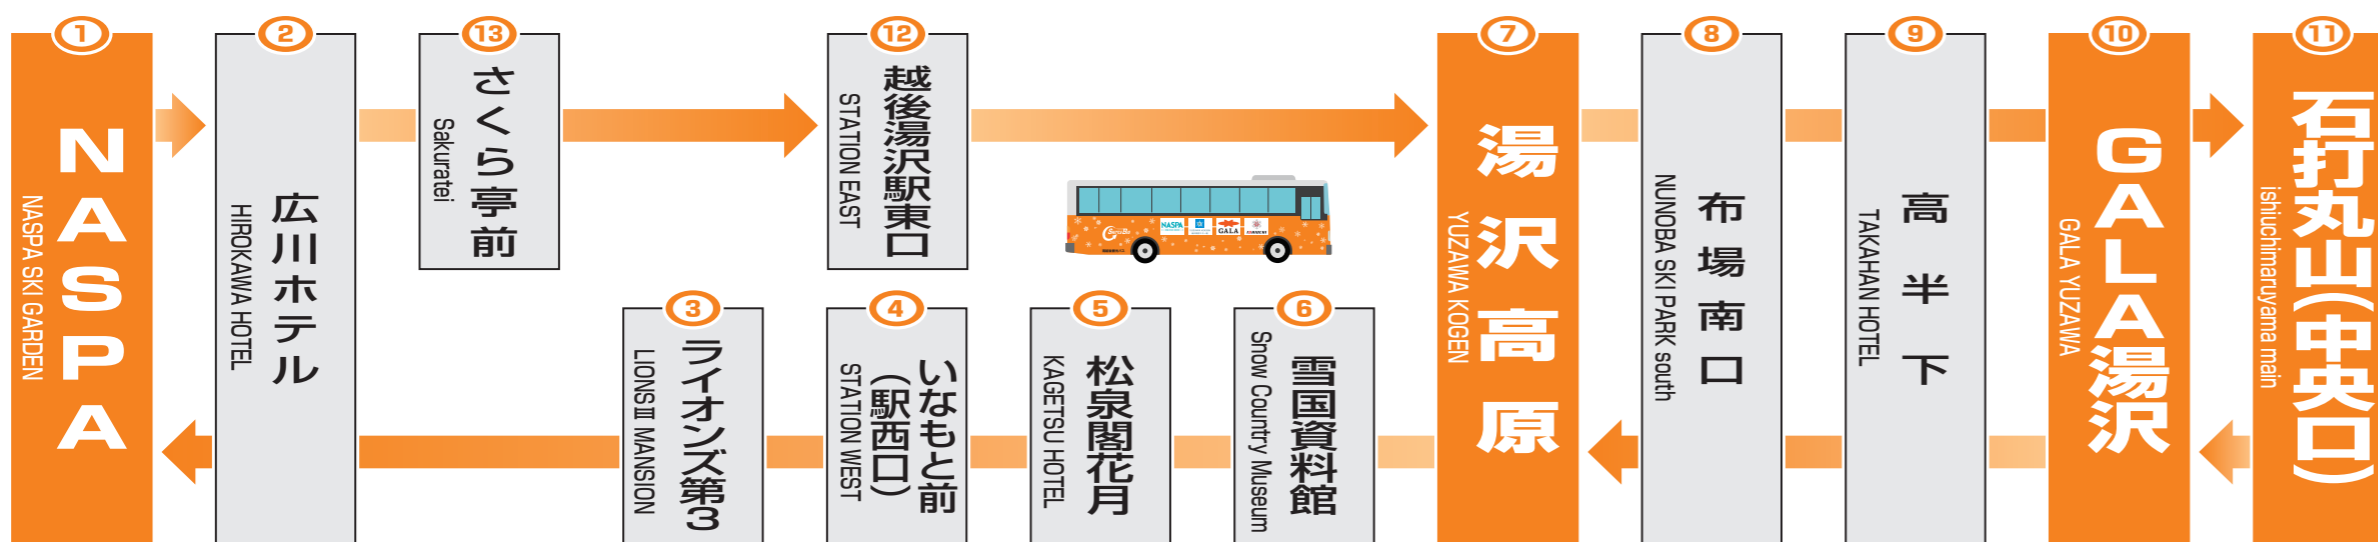 1
NASPA
NASPA SKI GARDEN
2
広川ホテル
HIROKAWA HOTEL
13
さくら亭前
Sakuratei
12
越後湯沢駅東口
STATION EAST
3
ライオンズ第3
LIONSⅢ MANSION
4
いなもと前
(駅西口)
STATION WEST
5
松泉閣花月
KAGETSU HOTEL
6
雪国資料館
Snow Country Museum
NASPA
GALA
7
湯沢高原
YUZAWA KOGEN
8
布場南口
NUNOBA SKI PARK south
9
高半下
TAKAHAN HOTEL
10
GALA湯沢
GALA YUZAWA
11
石打丸山(中央口)
ishiuchimaruyama main